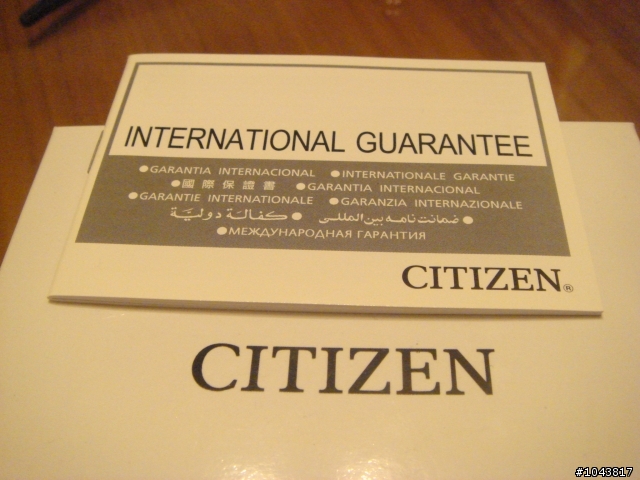 INTERNATIONAL GUARANTEE
●GARANTIA INTERNACIONAL ●INTERNATIONALE GARANTIE
●國際保證書 ●GARANTIA INTERNACIONAL
●GARANTIE INTERNATIONALE ●GARANZIA INTERNAZIONALE
● ضمانت نامه بین المللی ● كفالة دولية
●МЕЖДУНАРОДНАЯ ГАРАНТИЯ
CITIZEN®
CITIZEN
#1043817